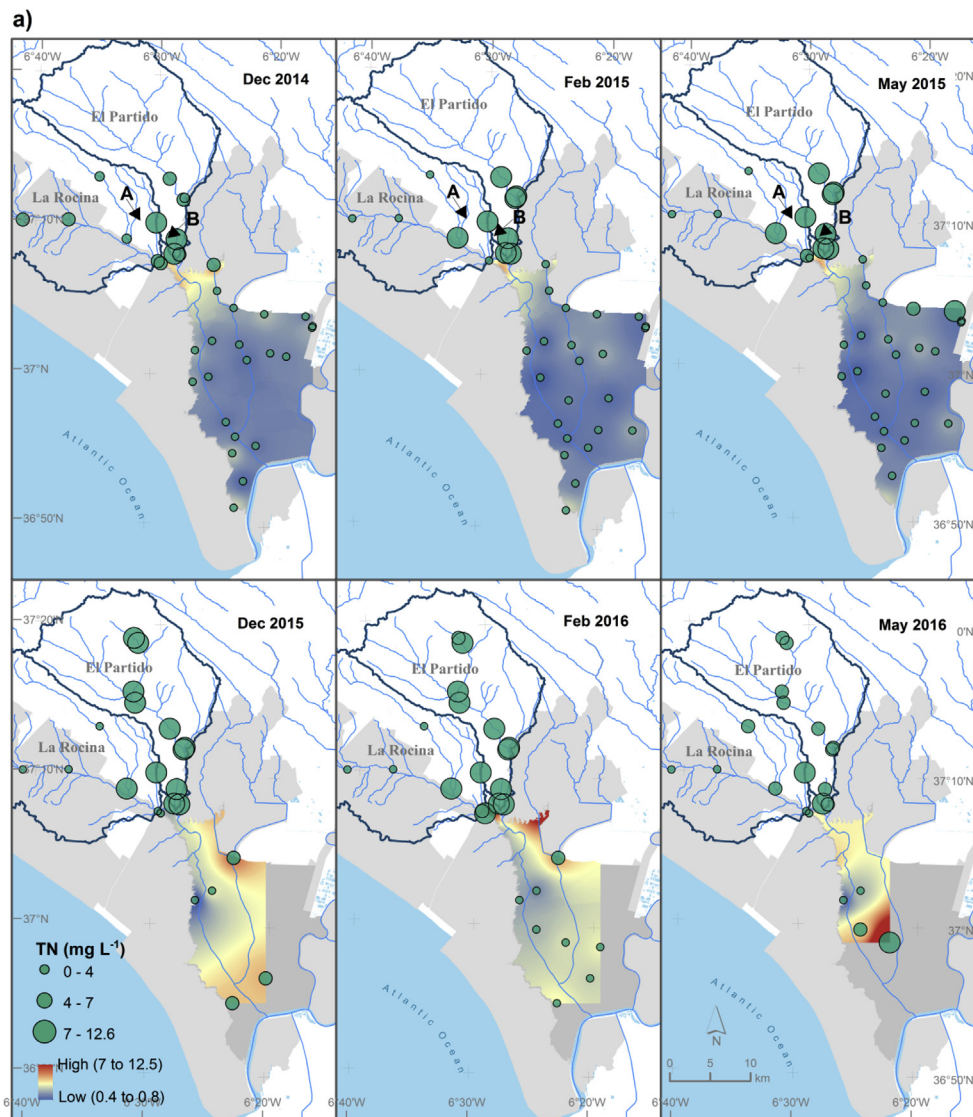 a)
6°40'W
6°30'
6°20'W
6°40'W
6°30'
6°20'W
6°40'W
6°30'
6°20'W
Dec 2014
Feb 2015
May 2015
20'N
El Partido
El Partido
El Partido
A
B
La Rocina
A
B
La Rocina
A
B
La Rocina
37°10'N
37°10'N
37°N
37°N
Atlantic Ocean
Atlantic Ocean
Atlantic Ocean
36°50'N
36°50'N
37°20'N
Dec 2015
Feb 2016
May 2016
0'N
El Partido
El Partido
El Partido
La Rocina
La Rocina
La Rocina
37°10'N
37°10'N
37°N
37°N
TN (mg L-1)
0 - 4
4 - 7
7 - 12.6
High (7 to 12.5)
Low (0.4 to 0.8)
Atlantic Ocean
Atlantic Ocean
N
0 5 10
km
36°50'N
6°40'W
6°30'
6°20'W
6°40'W
6°30'W
6°20'W
6°40'W
6°30'W
6°20'W